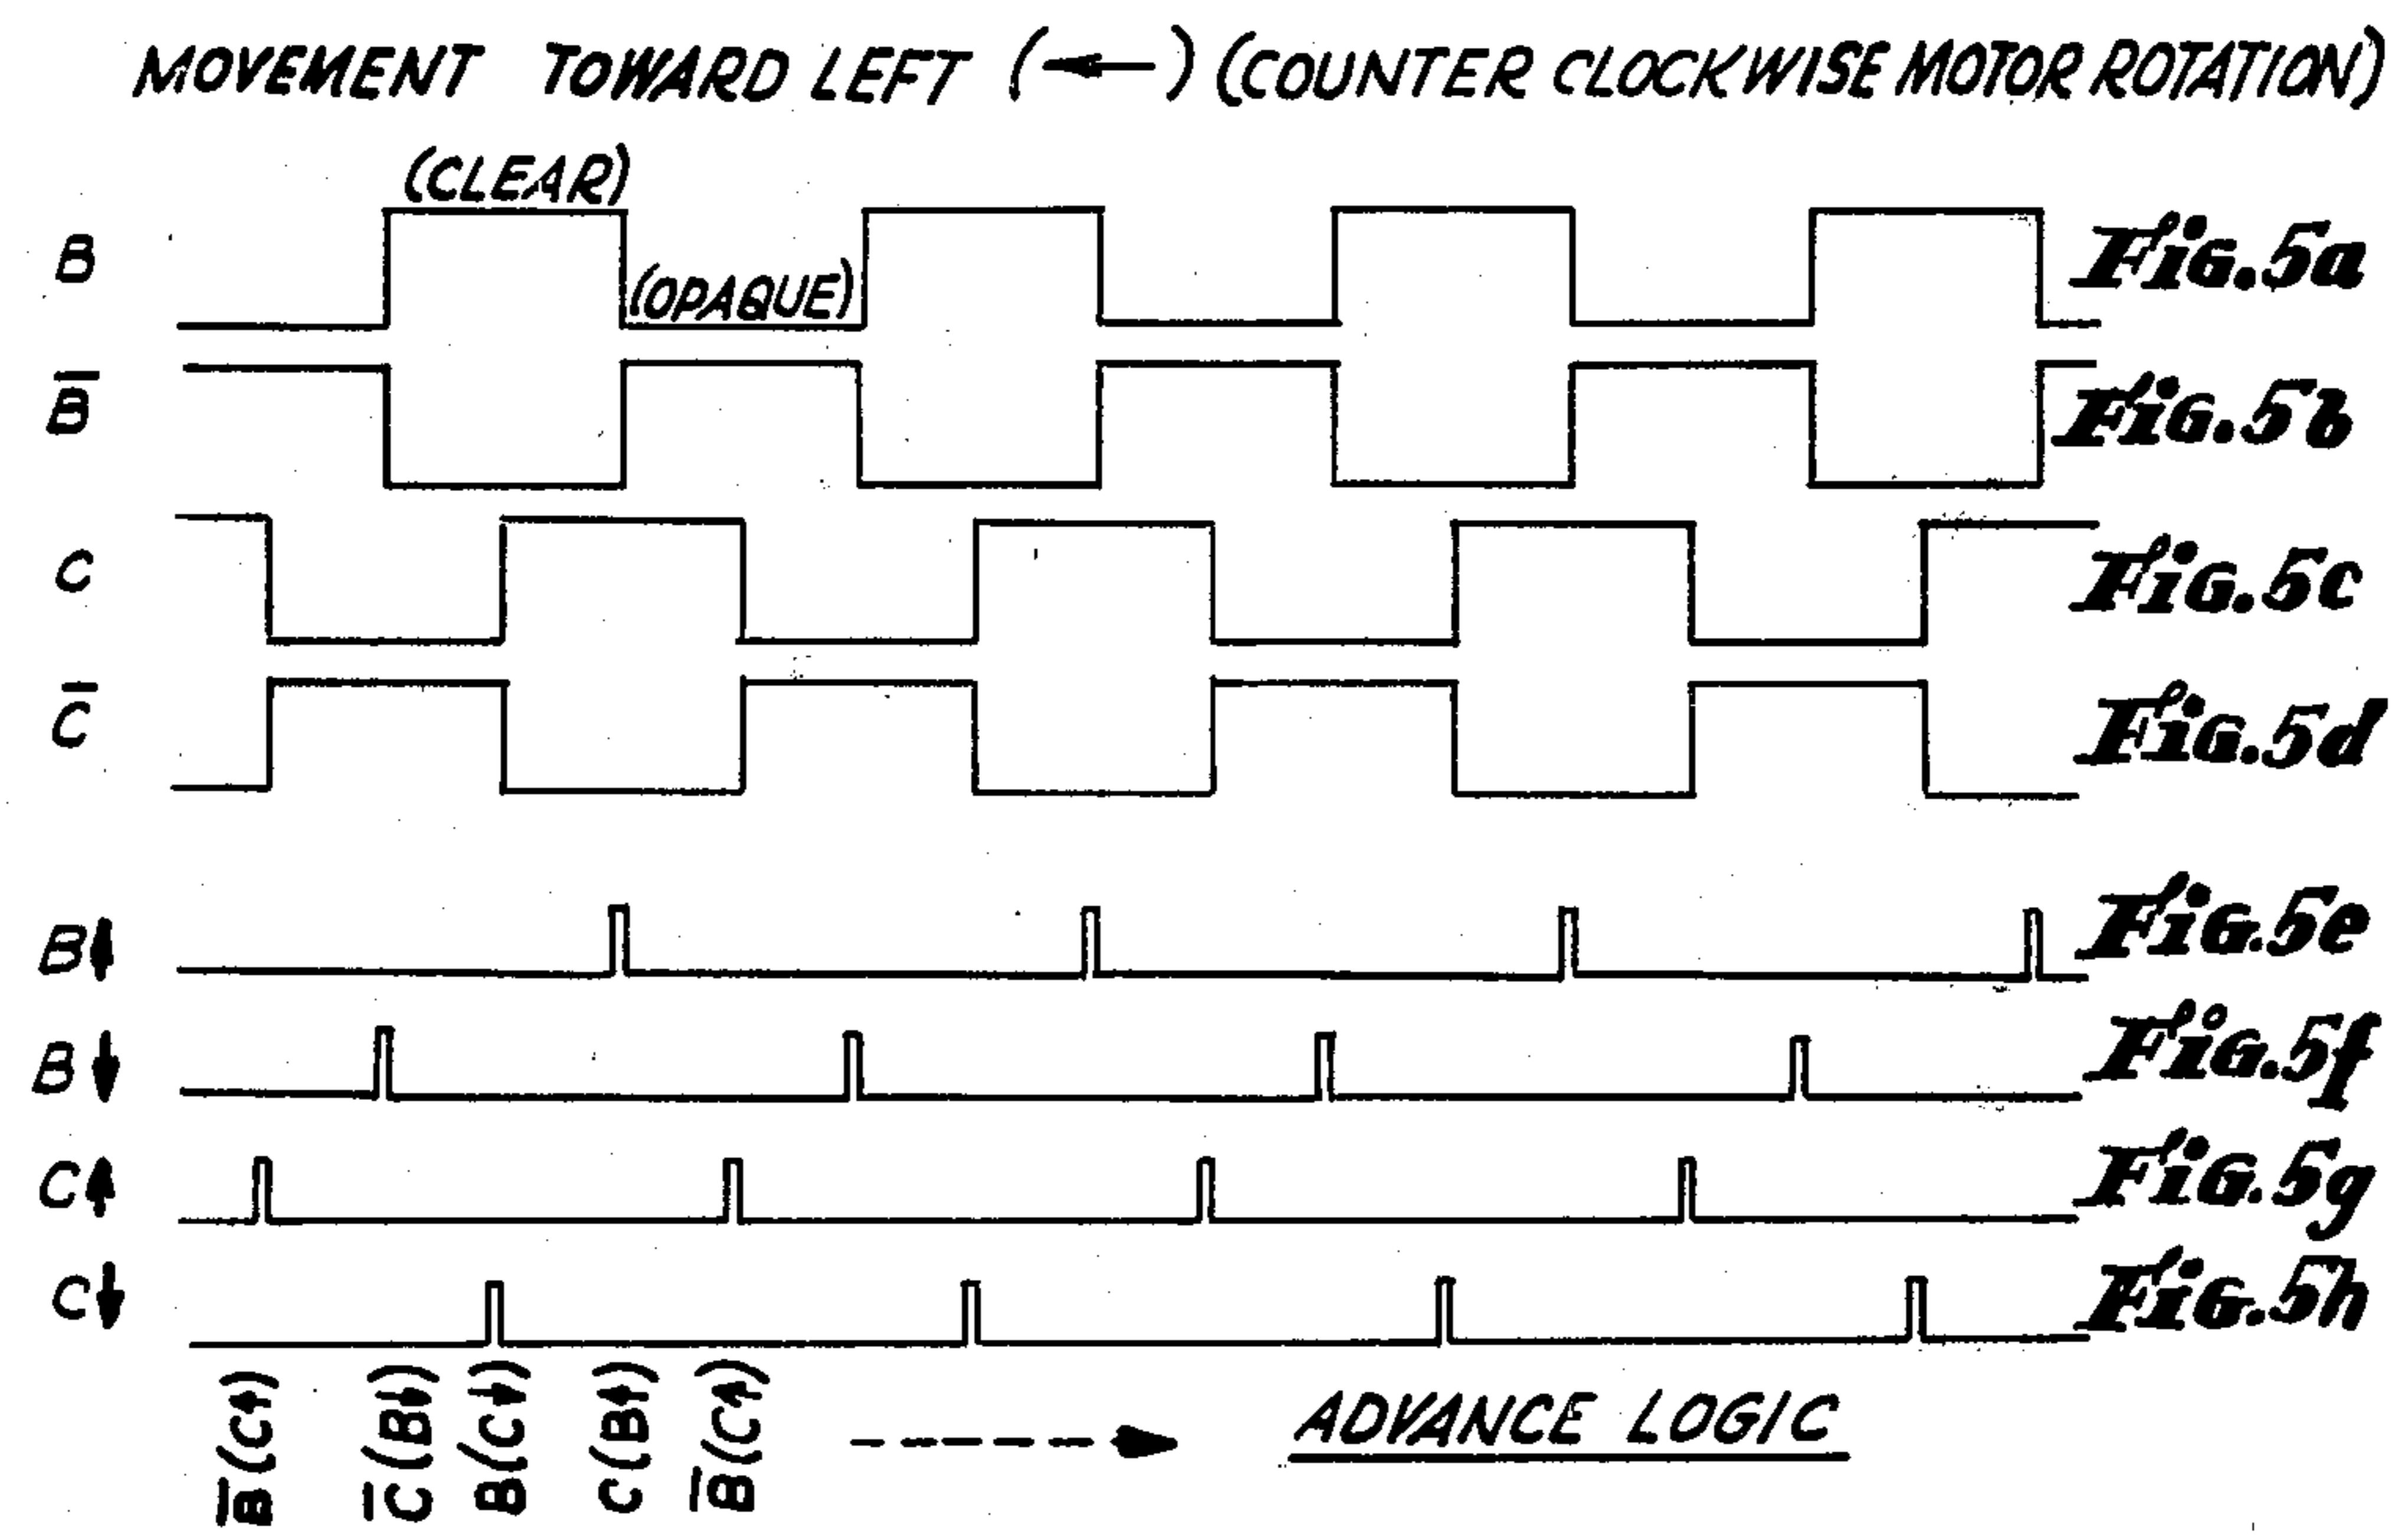 MOVEMENT TOWARD LEFT (←) (COUNTER CLOCKWISE MOTOR ROTATION)
(CLEAR)
B (OPAQUE) Fig. 5a
B̅ Fig. 5b
C Fig. 5c
C̅ Fig. 5d
B↑ Fig. 5e
B↓ Fig. 5f
C↑ Fig. 5g
C↓ Fig. 5h
B̅(C↑) C̅(B↓) B(C↓) C(B↑) B̅(C↑) ADVANCE LOGIC